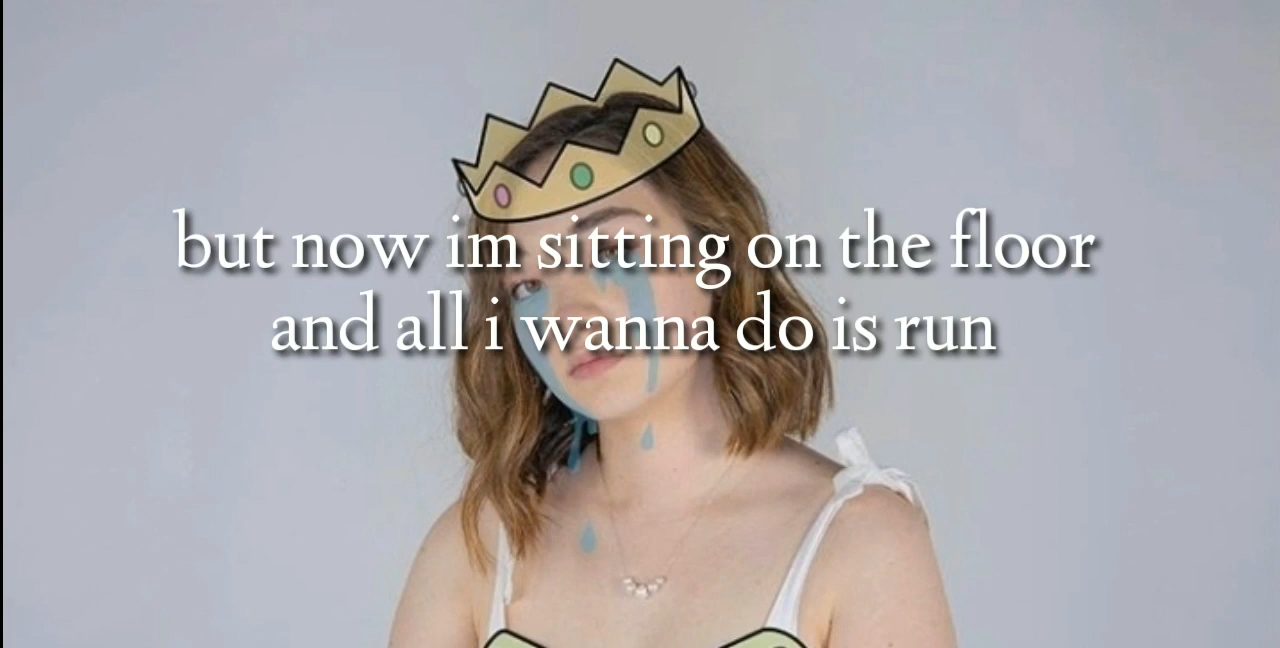 but now im sitting on the floor
and all i wanna do is run